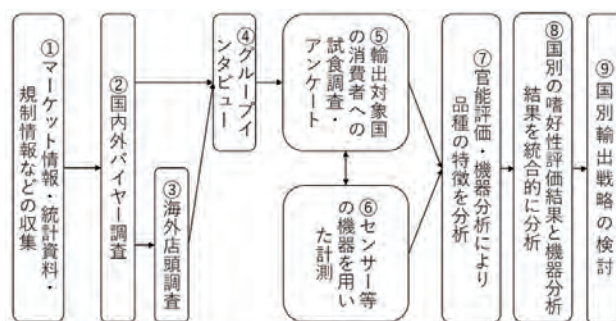 ①マーケット情報・統計資料・
規制情報などの収集
②国内外バイヤー調査
③海外店頭調査
④グループイ
ンタビュー
⑤輸出対象国
の消費者への
試食調査・
アンケート
⑥センサー等
の機器を用い
た計測
⑦官能評価・機器分析により
品種の特徴を分析
⑧国別の嗜好性評価結果と機器分析
結果を統合的に分析
⑨国別輸出戦略の検討